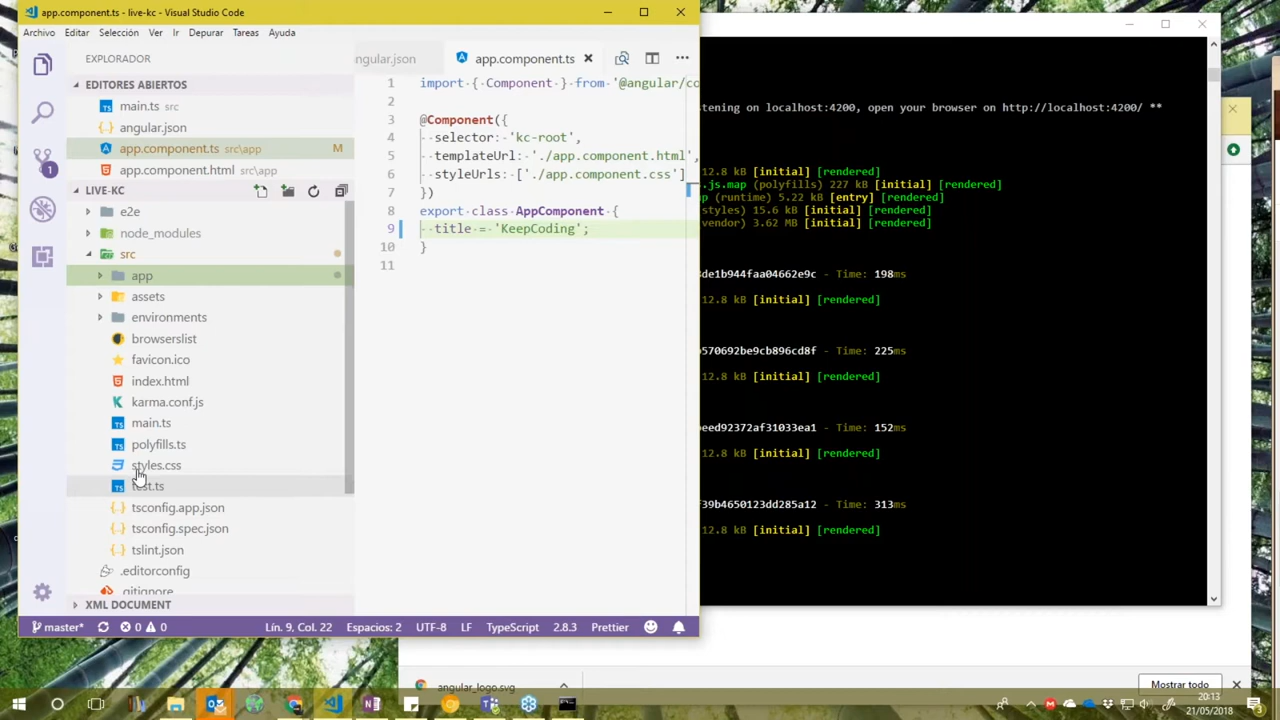 app.component.ts - live-kc - Visual Studio Code
Archivo Editar Selección Ver Ir Depurar Tareas Ayuda
EXPLORADOR
EDITORES ABIERTOS
main.ts src
angular.json
app.component.ts src\app M
app.component.html src\app
LIVE-KC
e2e
node_modules
src
app
assets
environments
browserslist
favicon.ico
index.html
karma.conf.js
main.ts
polyfills.ts
styles.css
test.ts
tsconfig.app.json
tsconfig.spec.json
tslint.json
.editorconfig
.gitignore
XML DOCUMENT
ngular.json app.component.ts
1 import { Component } from '@angular/co
2
3 @Component({
4 selector: 'kc-root',
5 templateUrl: './app.component.html',
6 styleUrls: ['./app.component.css']
7 })
8 export class AppComponent {
9 title = 'KeepCoding';
10 }
11
master* 0 0 Lín. 9, Col. 22 Espacios: 2 UTF-8 LF TypeScript 2.8.3 Prettier
1
stening on localhost:4200, open your browser on http://localhost:4200/ **
12.8 kB [initial] [rendered]
.js.map (polyfills) 227 kB [initial] [rendered]
p (runtime) 5.22 kB [entry] [rendered]
styles) 15.6 kB [initial] [rendered]
vendor) 3.62 MB [initial] [rendered]
de1b944faa04662e9c - Time: 198ms
12.8 kB [initial] [rendered]
570692be9cb896cd8f - Time: 225ms
12.8 kB [initial] [rendered]
eed92372af31033ea1 - Time: 152ms
12.8 kB [initial] [rendered]
f39b4650123dd285a12 - Time: 313ms
12.8 kB [initial] [rendered]
angular_logo.svg
Mostrar todo
20:13
21/05/2018
3